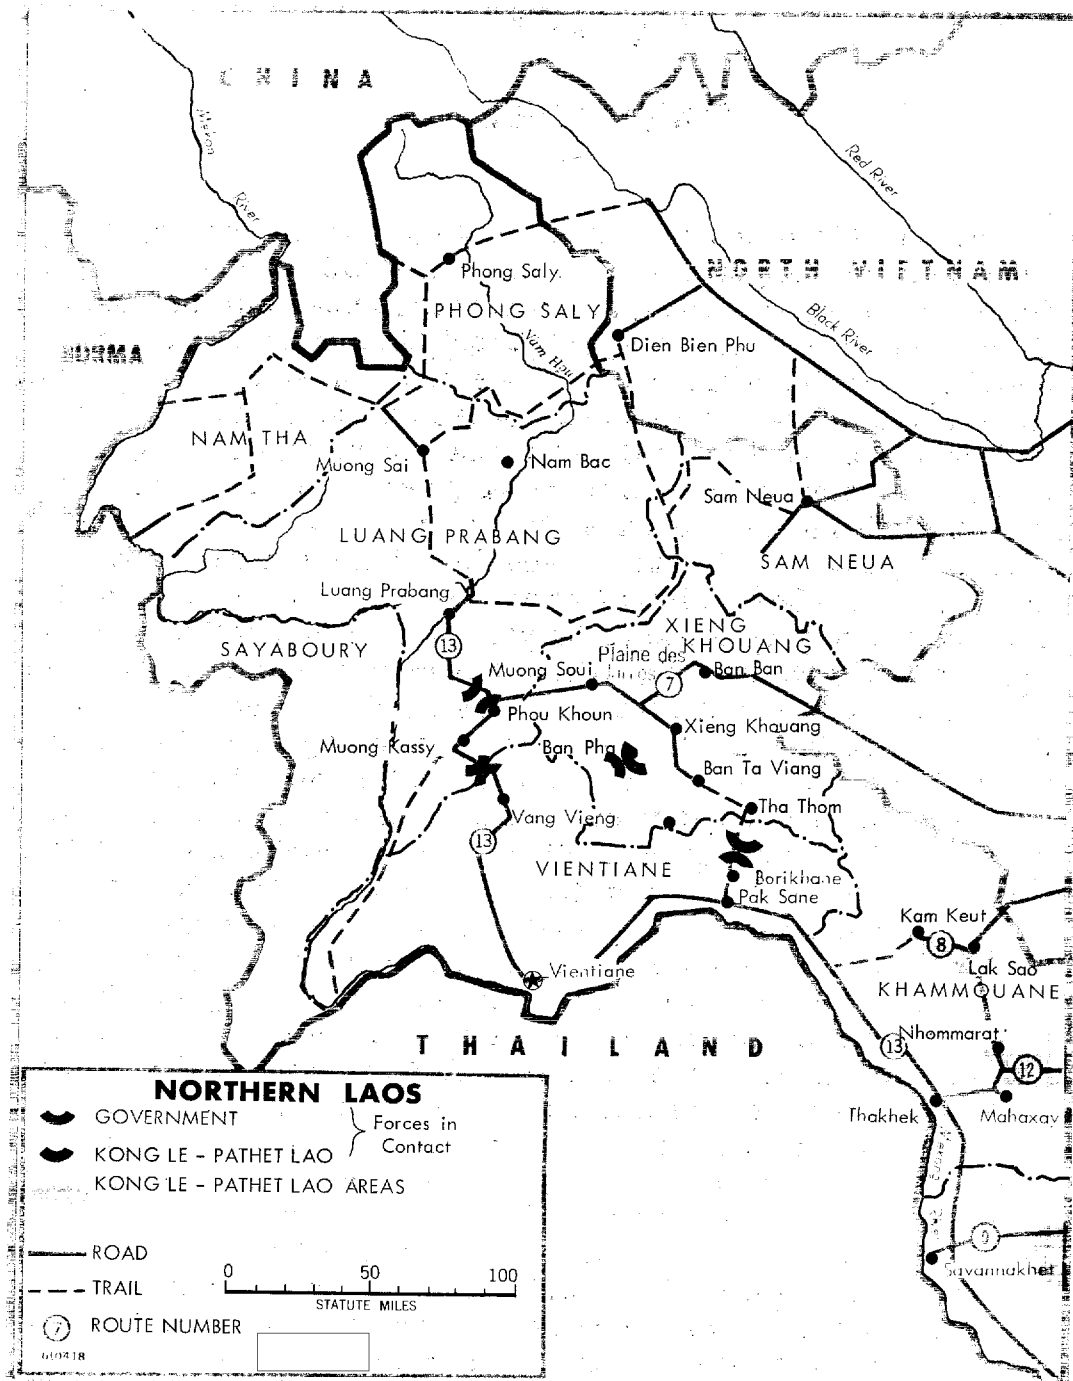 CHINA
Mekon
River
Red River
Phong Saly
NORTH VIETNAM
PHONG SALY
Black River
Nam Hou
BURMA
Dien Bien Phu
NAM THA
Muong Sai
Nam Bac
Sam Neua
LUANG PRABANG
SAM NEUA
Luang Prabang
XIENG
KHOUANG
SAYABOURY
13
Plaine des
Muong Soui
7
Ban Ban
Phou Khoun
Xieng Khouang
Muong Kassy
Ban Pha
Ban Ta Viang
Tha Thom
Vang Vieng
13
VIENTIANE
Borikhane
Pak Sane
Kam Keut
8
Lak Sao
Vientiane
KHAMMOUANE
THAILAND
Nhommarat
13
12
Thakhek
Mahaxay
9
Savannakhet
NORTHERN LAOS
GOVERNMENT
Forces in
Contact
KONG LE - PATHET LAO
KONG LE - PATHET LAO AREAS
ROAD
0 50 100
TRAIL
STATUTE MILES
7 ROUTE NUMBER
610418